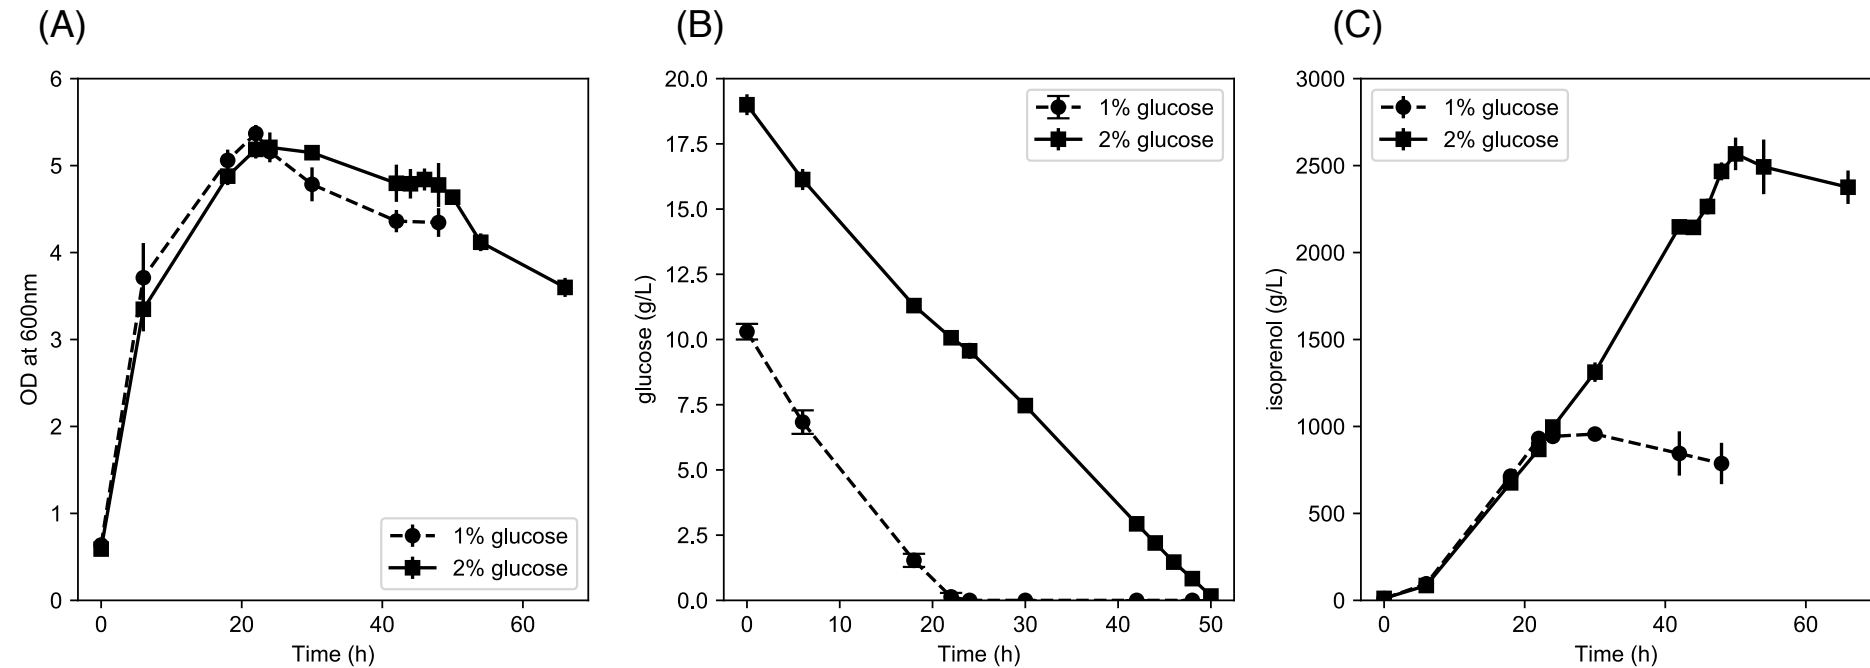 (A)
6
5
4
3
2
1
0
OD at 600nm
1% glucose
2% glucose
0
20
40
60
Time (h)
(B)
20.0
17.5
15.0
12.5
10.0
7.5
5.0
2.5
0.0
glucose (g/L)
1% glucose
2% glucose
0
10
20
30
40
50
Time (h)
(C)
3000
2500
2000
1500
1000
500
0
isoprenol (g/L)
1% glucose
2% glucose
0
20
40
60
Time (h)